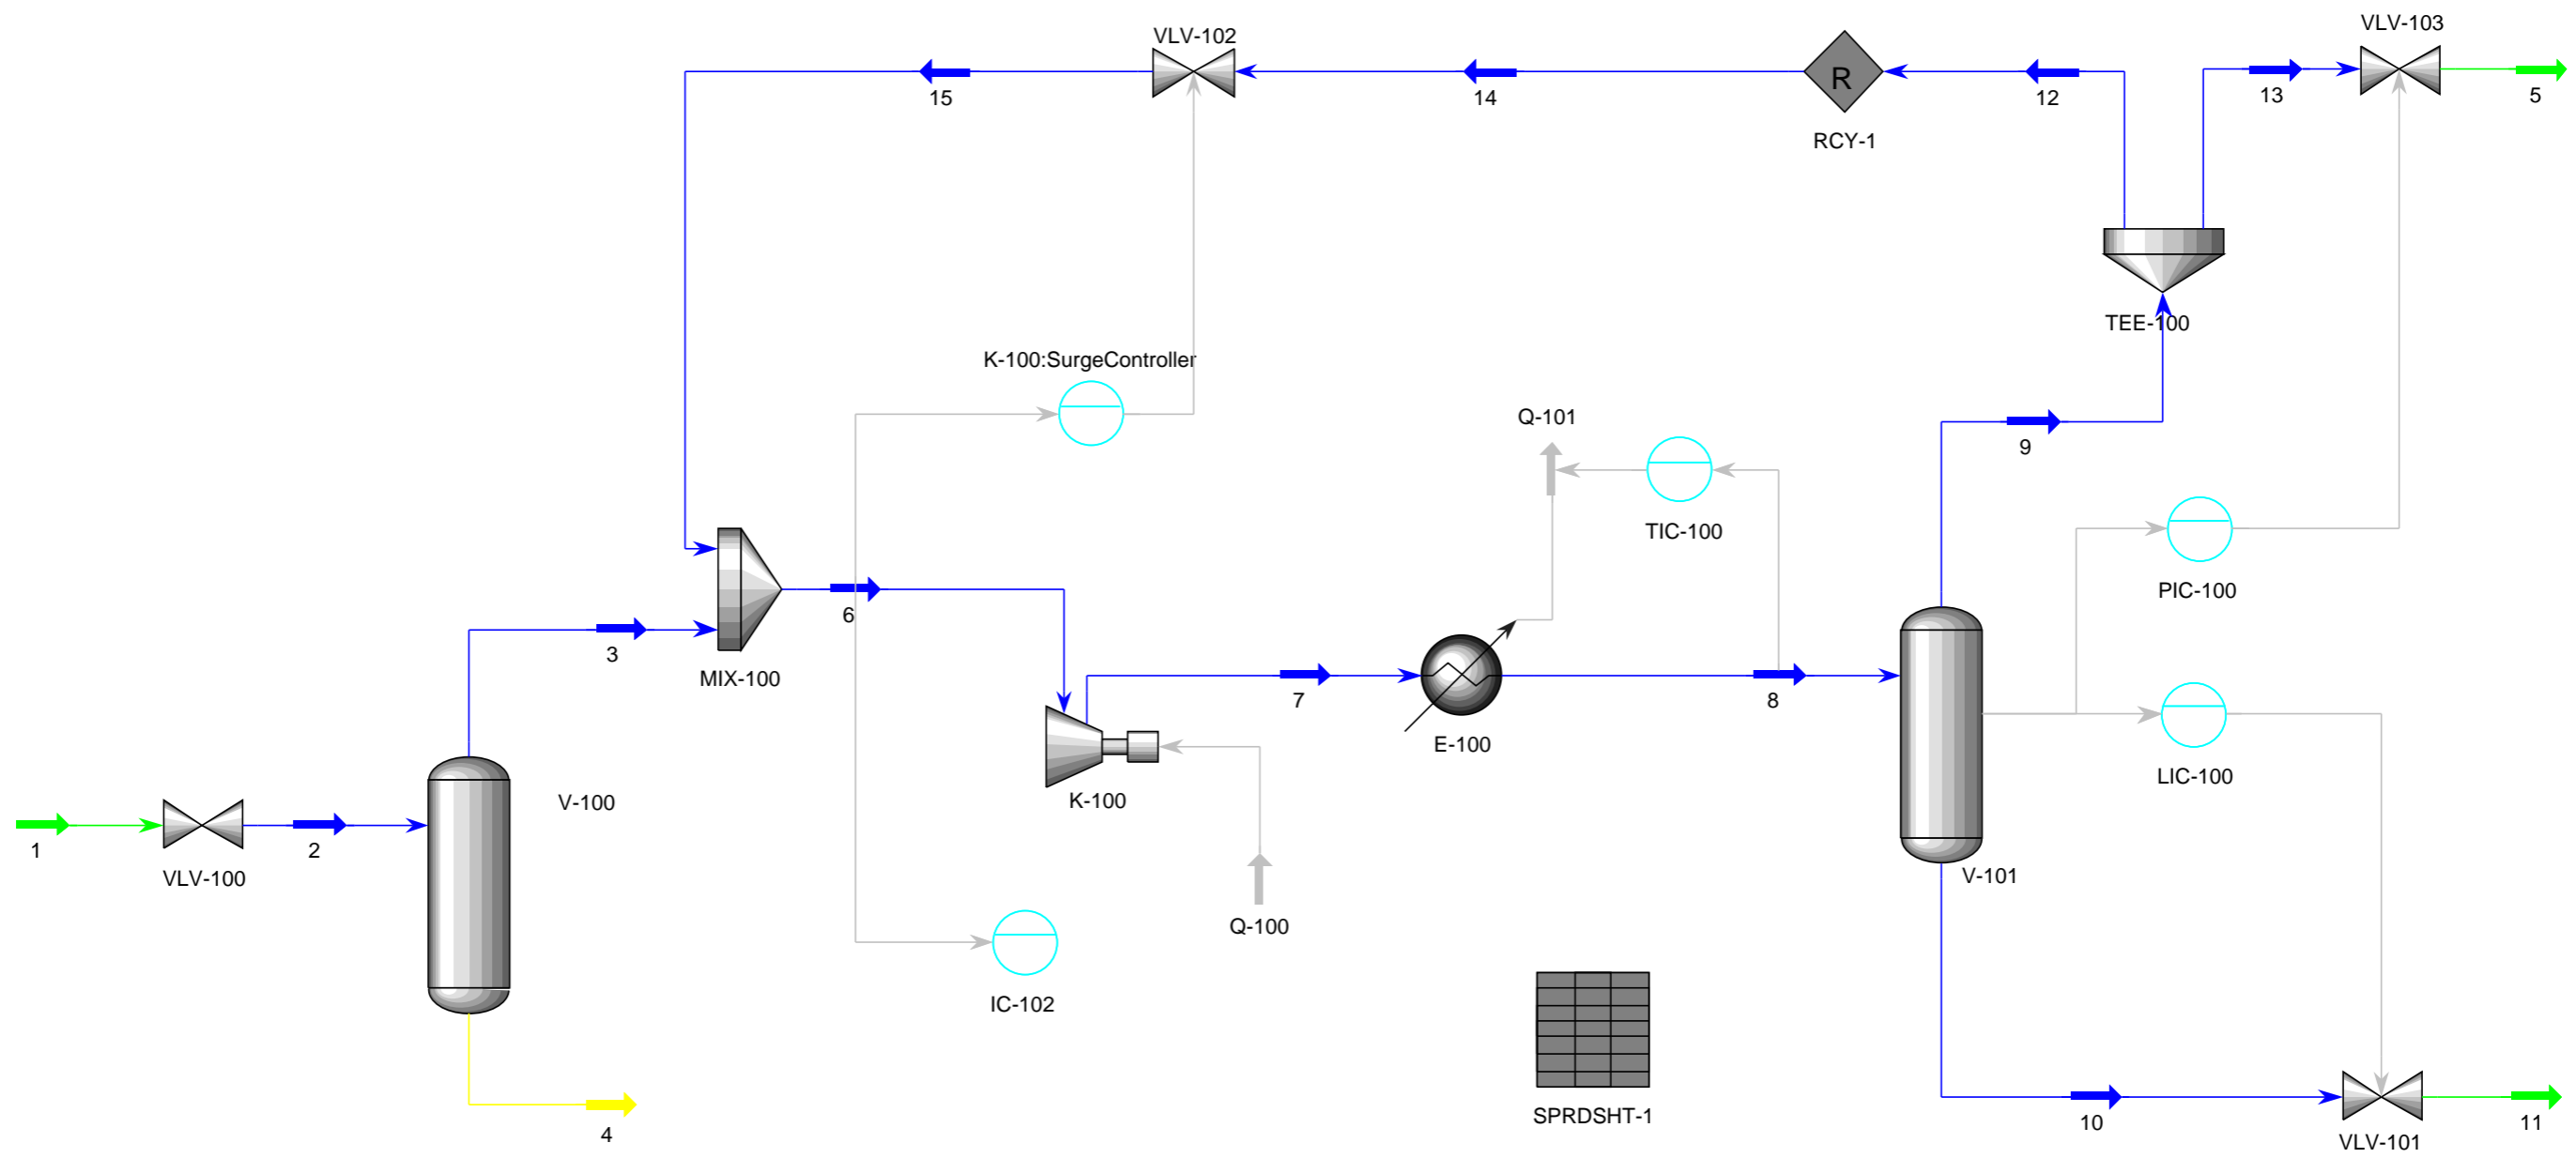 VLV-103
VLV-102
R
15
14
12
13
5
RCY-1
TEE-100
K-100:SurgeController
Q-101
9
TIC-100
PIC-100
6
3
MIX-100
7
8
E-100
LIC-100
K-100
V-100
1
2
VLV-100
V-101
Q-100
IC-102
SPRDSHT-1
4
10
11
VLV-101